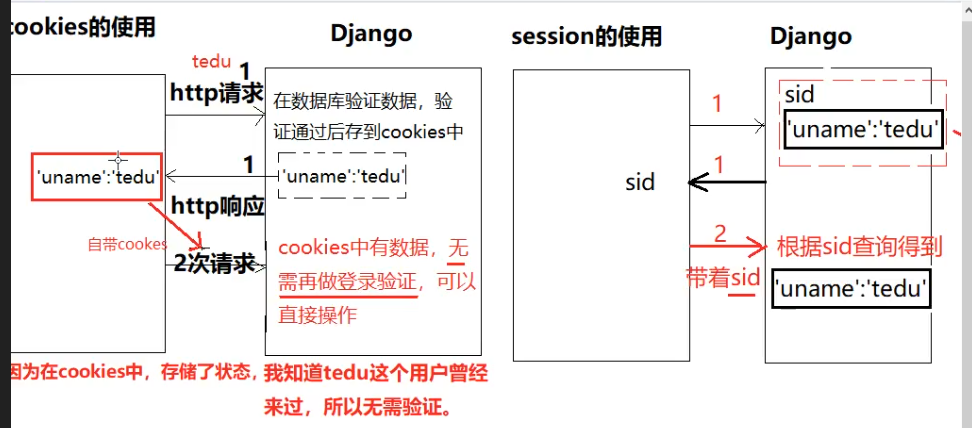 cookies的使用
Django
tedu
1
http请求
在数据库验证数据，验
证通过后存到cookies中
'uname':'tedu'
1
'uname':'tedu'
http响应
自带cookes
2次请求
cookies中有数据，无
需再做登录验证，可以
直接操作
因为在cookies中，存储了状态，我知道tedu这个用户曾经
来过，所以无需验证。
session的使用
Django
1
sid
'uname':'tedu'
sid
1
2
带着sid
根据sid查询得到
'uname':'tedu'